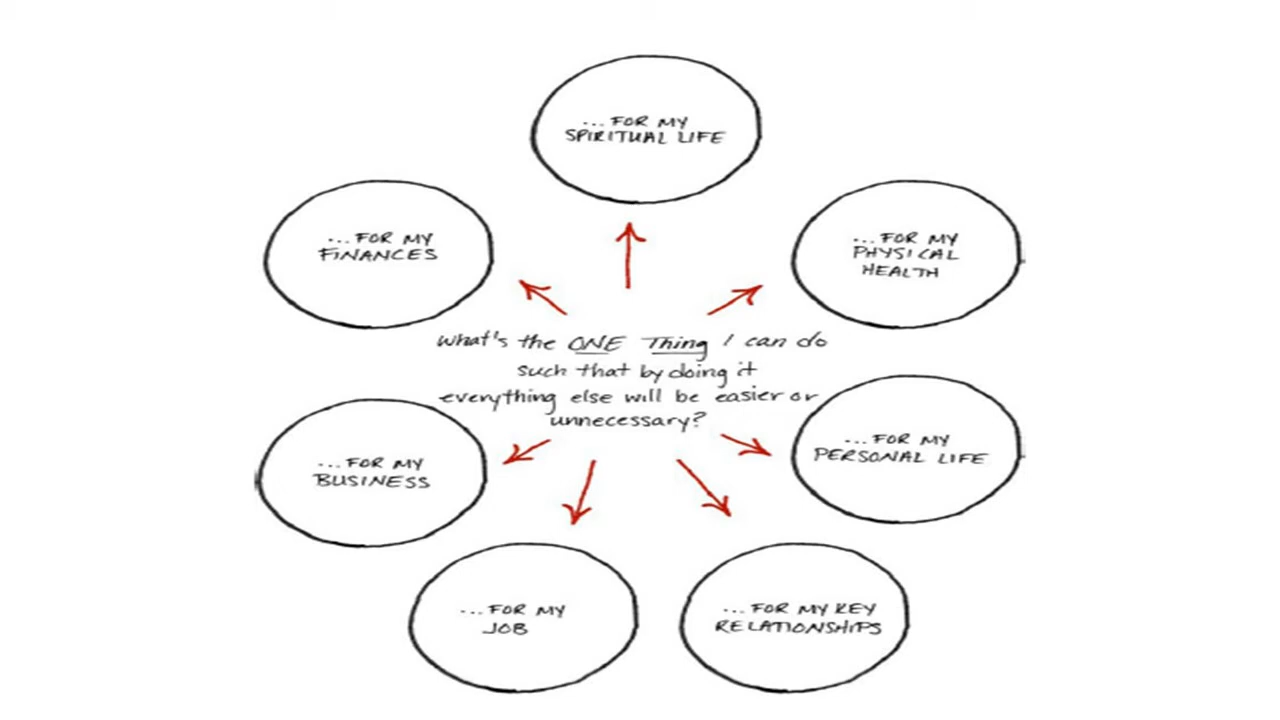 ... FOR MY
SPIRITUAL LIFE
... FOR MY
FINANCES
... FOR MY
PHYSICAL
HEALTH
what's the ONE Thing I can do
such that by doing it
everything else will be easier or
unnecessary?
... FOR MY
BUSINESS
... FOR MY
PERSONAL LIFE
... FOR MY
JOB
... FOR MY KEY
RELATIONSHIPS